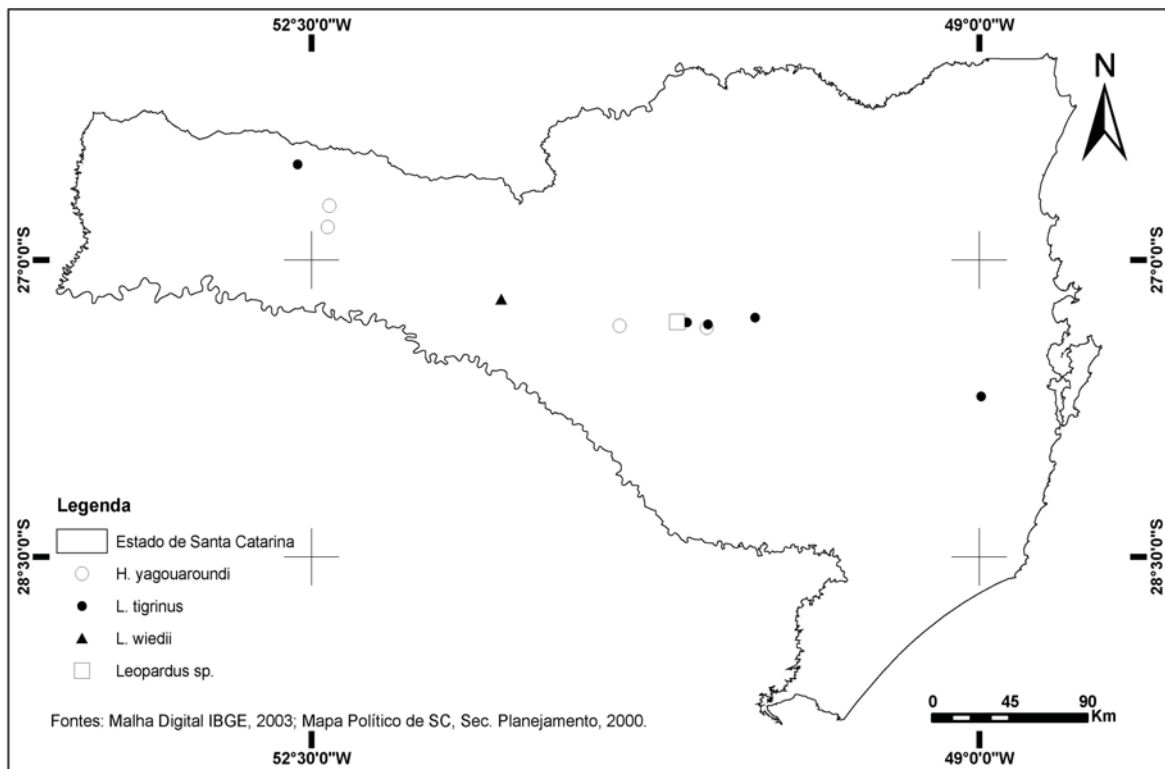 52°30'0"W
49°0'0"W
N
27°0'0"S
27°0'0"S
Legenda
Estado de Santa Catarina
H. yagouaroundi
L. tigrinus
L. wiedii
Leopardus sp.
28°30'0"S
28°30'0"S
Fontes: Malha Digital IBGE, 2003; Mapa Político de SC, Sec. Planejamento, 2000.
0 45 90
Km
52°30'0"W
49°0'0"W